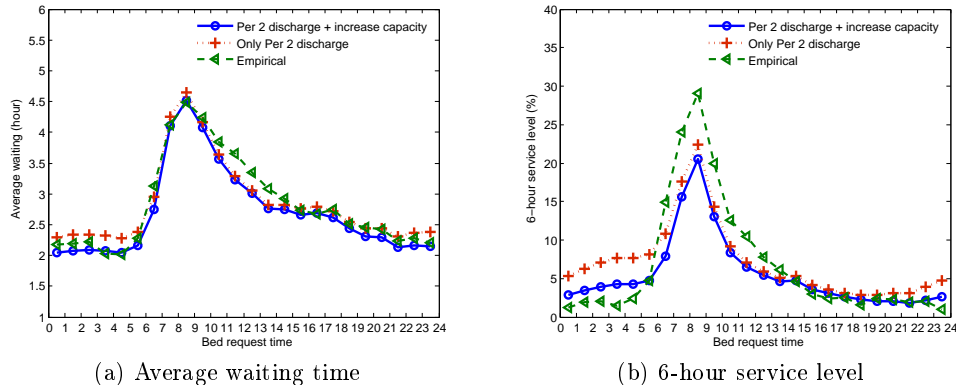 6
5.5
5
4.5
4
3.5
3
2.5
2
1.5
1
Average waiting (hour)
Per 2 discharge + increase capacity
Only Per 2 discharge
Empirical
0 1 2 3 4 5 6 7 8 9 10 11 12 13 14 15 16 17 18 19 20 21 22 23 24
Bed request time
(a) Average waiting time
40
35
30
25
20
15
10
5
0
6−hour service level (%)
Per 2 discharge + increase capacity
Only Per 2 discharge
Empirical
0 1 2 3 4 5 6 7 8 9 10 11 12 13 14 15 16 17 18 19 20 21 22 23 24
Bed request time
(b) 6-hour service level